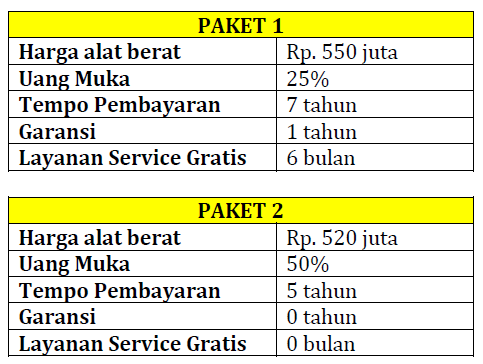 PAKET 1
Harga alat berat Rp. 550 juta
Uang Muka 25%
Tempo Pembayaran 7 tahun
Garansi 1 tahun
Layanan Service Gratis 6 bulan
PAKET 2
Harga alat berat Rp. 520 juta
Uang Muka 50%
Tempo Pembayaran 5 tahun
Garansi 0 tahun
Layanan Service Gratis 0 bulan